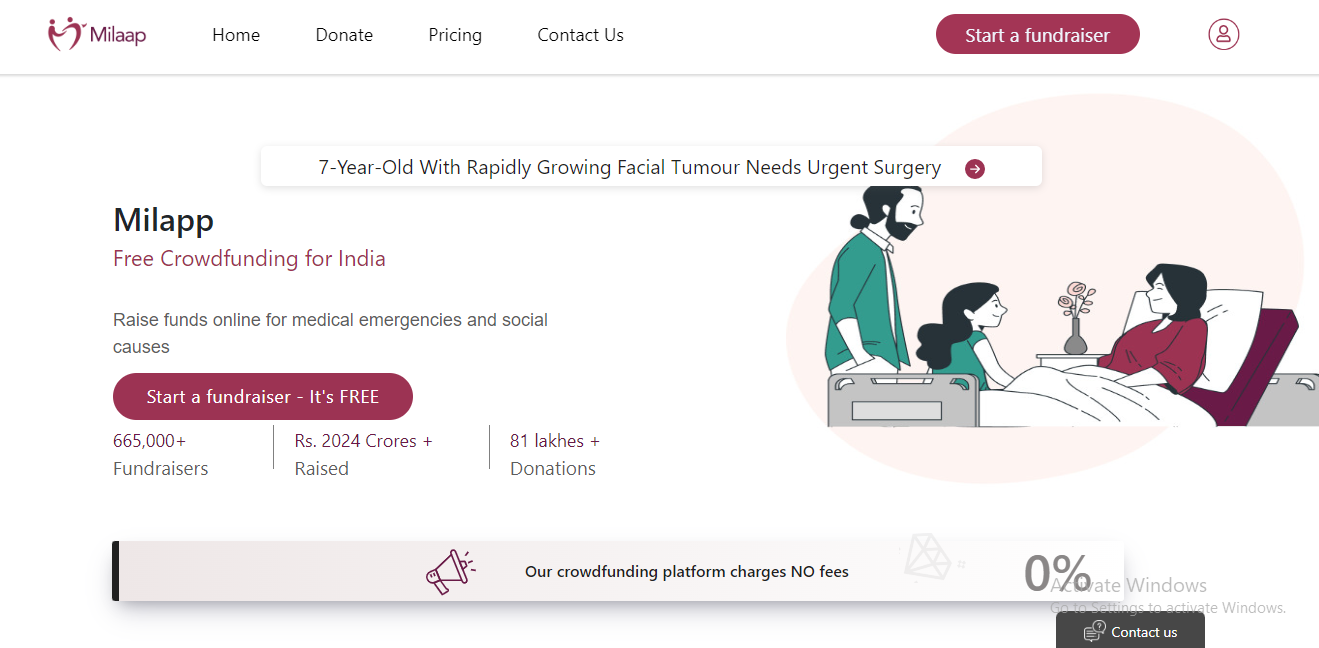 Milaap
Home
Donate
Pricing
Contact Us
Start a fundraiser
7-Year-Old With Rapidly Growing Facial Tumour Needs Urgent Surgery
Milapp
Free Crowdfunding for India
Raise funds online for medical emergencies and social
causes
Start a fundraiser - It's FREE
665,000+
Fundraisers
Rs. 2024 Crores +
Raised
81 lakhes +
Donations
Our crowdfunding platform charges NO fees
0%
Activate Windows
Go to Settings to activate Windows.
Contact us